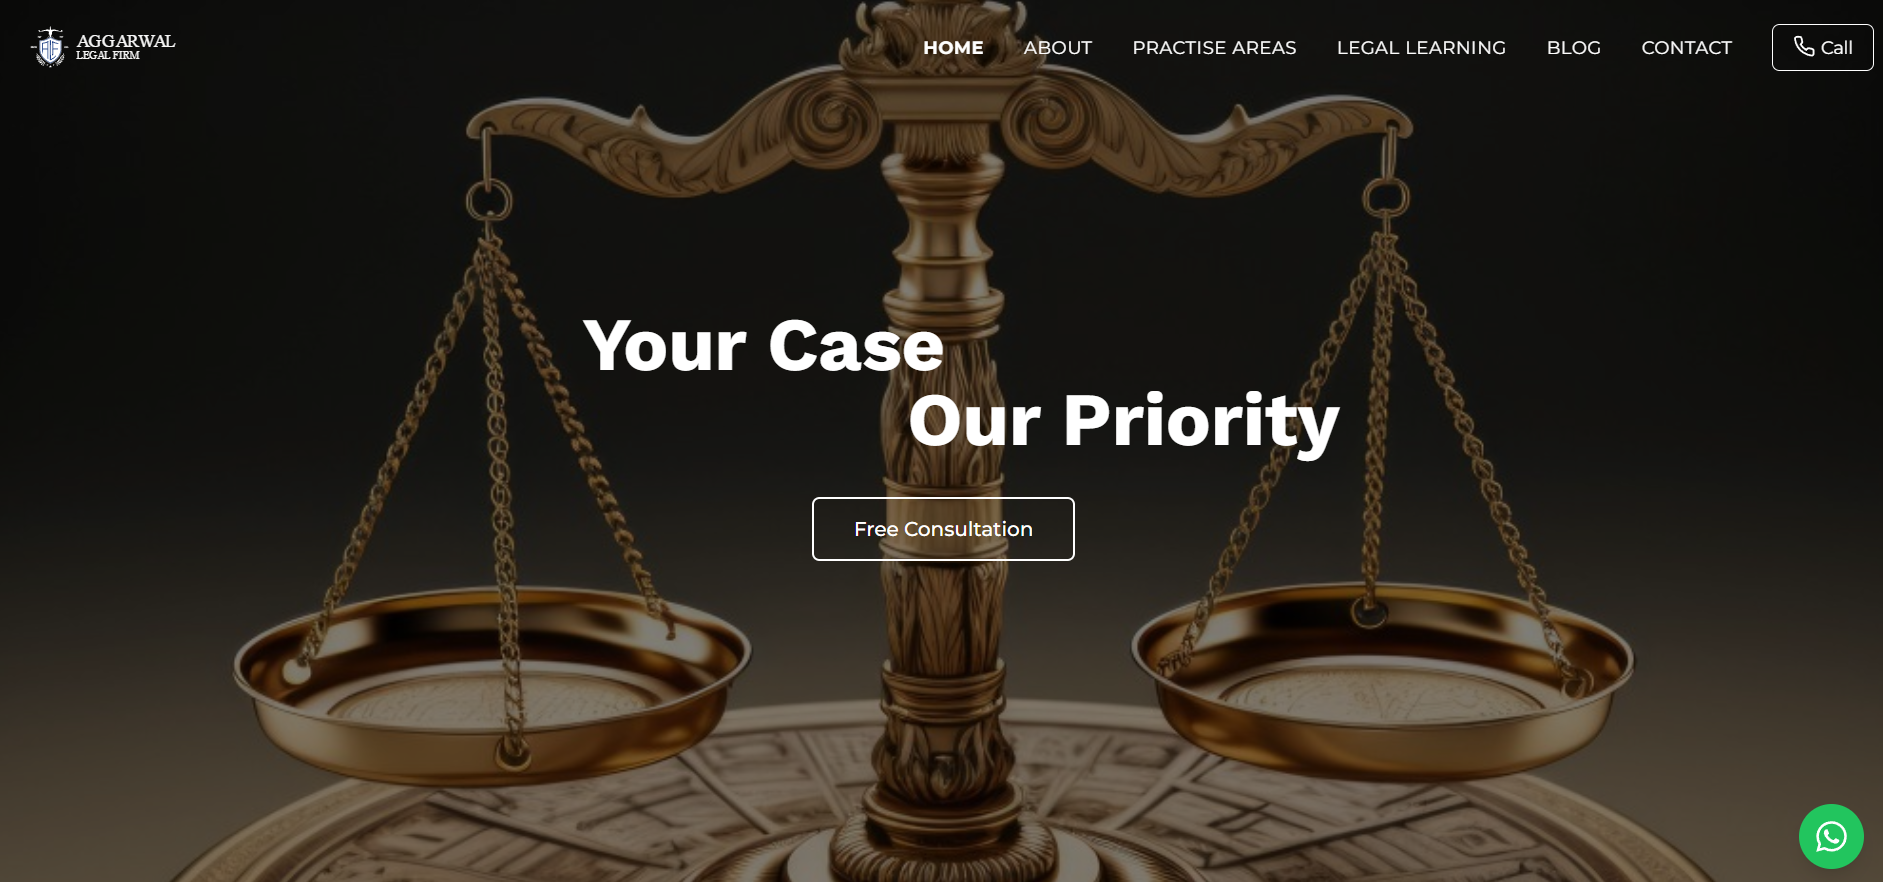 AGGARWAL
LEGAL FIRM
HOME ABOUT PRACTISE AREAS LEGAL LEARNING BLOG CONTACT Call
Your Case
Our Priority
Free Consultation